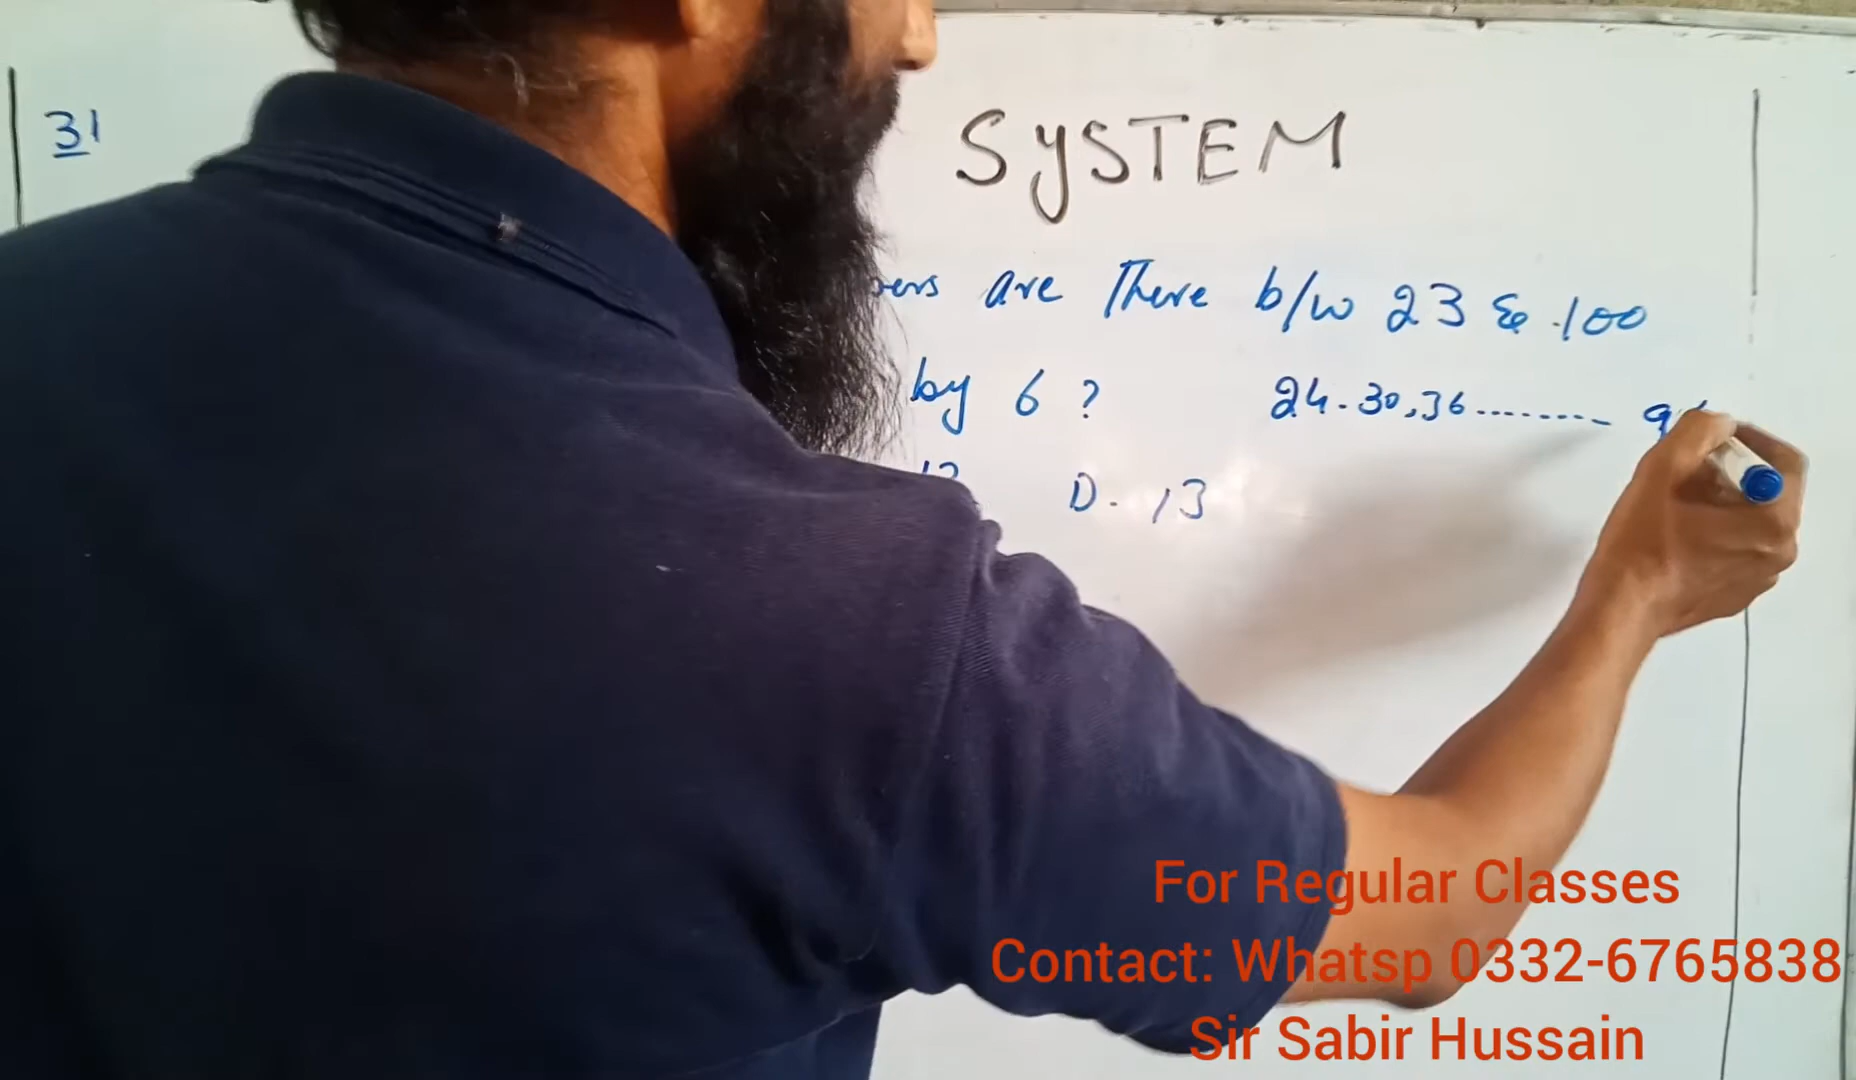 31
SySTEM
are There b/w 23 & 100
by 6 ? 24.30,36.........
D. 13
For Regular Classes
Contact: Whatsp 0332-6765838
Sir Sabir Hussain